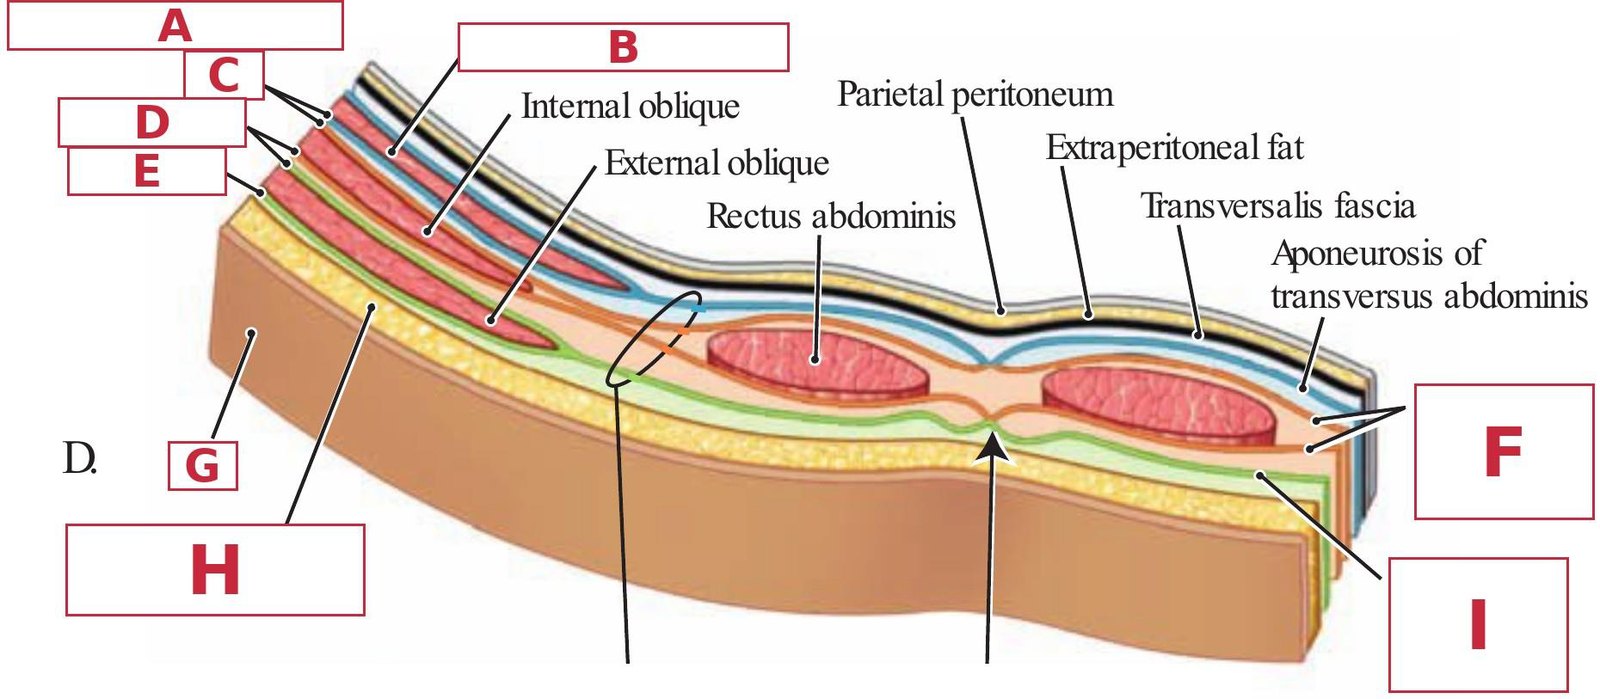 A
B
C
Internal oblique
Parietal peritoneum
D
Extraperitoneal fat
E
External oblique
Rectus abdominis
Transversalis fascia
Aponeurosis of
transversus abdominis
D.
G
F
H
I